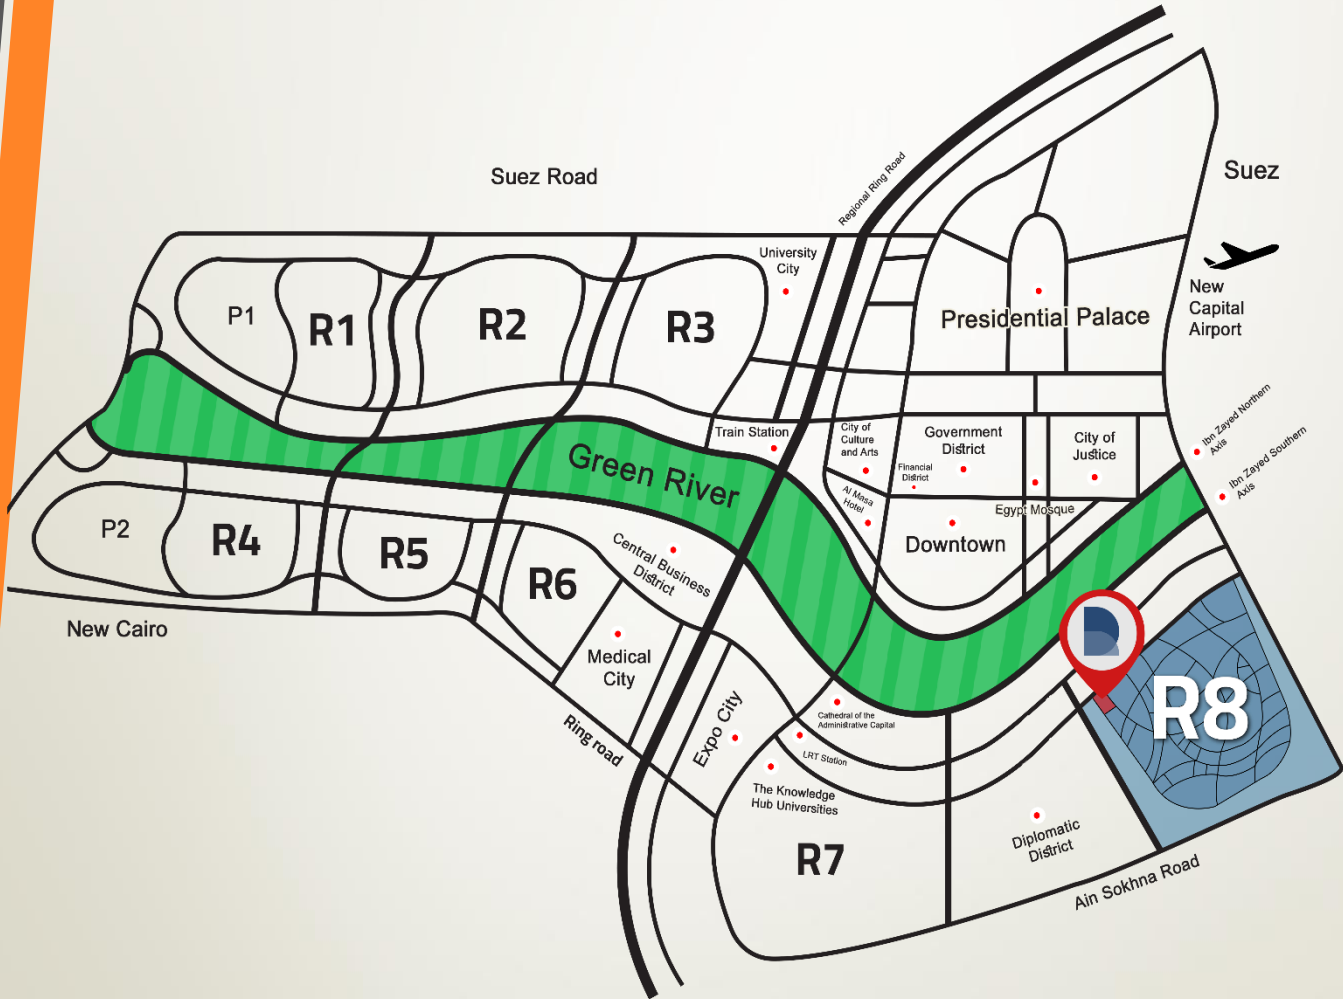 Suez Road
Regional Ring Road
Suez
University
City
New
Capital
Airport
P1
R1
R2
R3
Presidential Palace
Ibn Zayed Northern
Axis
Ibn Zayed Southern
Axis
Train Station
City of
Culture
and Arts
Government
District
City of
Justice
Financial
District
Al Masa
Hotel
Egypt Mosque
Downtown
Green River
P2
R4
R5
R6
Central Business
District
New Cairo
Medical
City
Ring road
Expo City
Cathedral of the
Administrative Capital
LRT Station
The Knowledge
Hub Universities
R7
R8
Diplomatic
District
Ain Sokhna Road